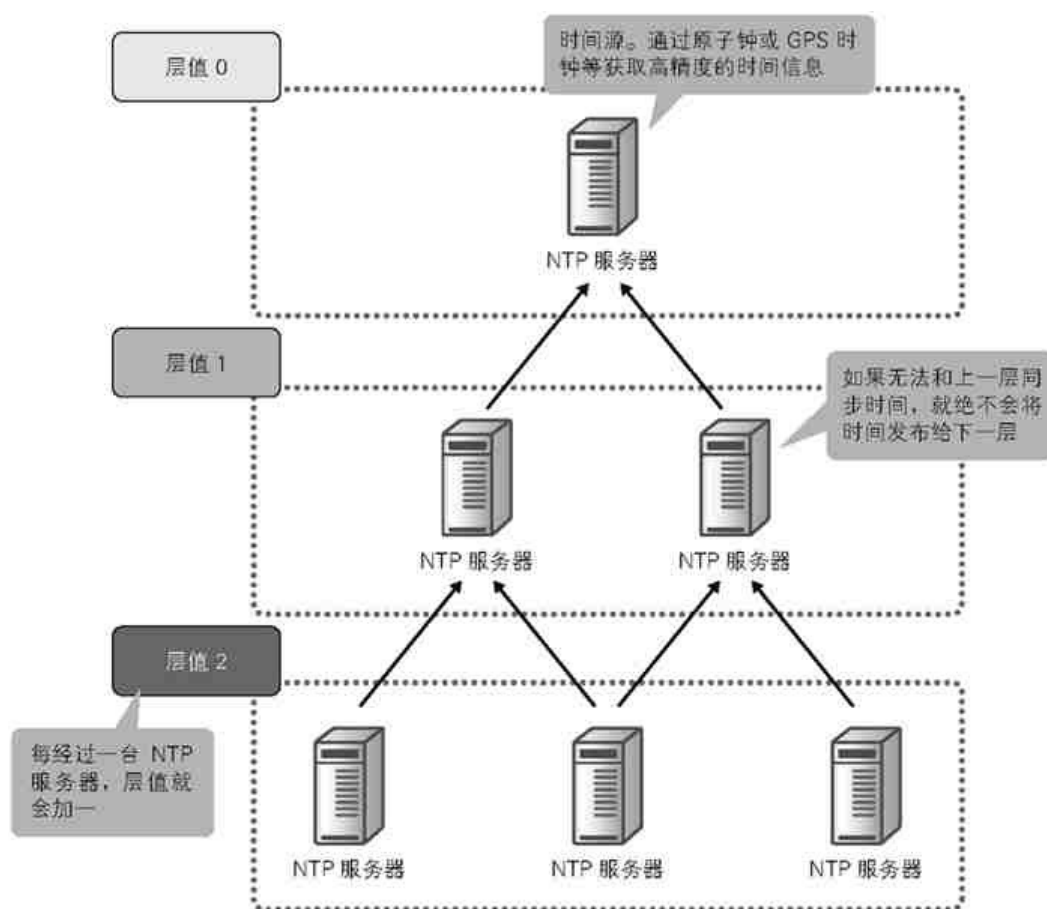 层值 0
时间源。通过原子钟或 GPS 时
钟等获取高精度的时间信息
NTP 服务器
层值 1
如果无法和上一层同
步时间，就绝不会将
时间发布给下一层
NTP 服务器
NTP 服务器
层值 2
每经过一台 NTP
服务器，层值就
会加一
NTP 服务器
NTP 服务器
NTP 服务器